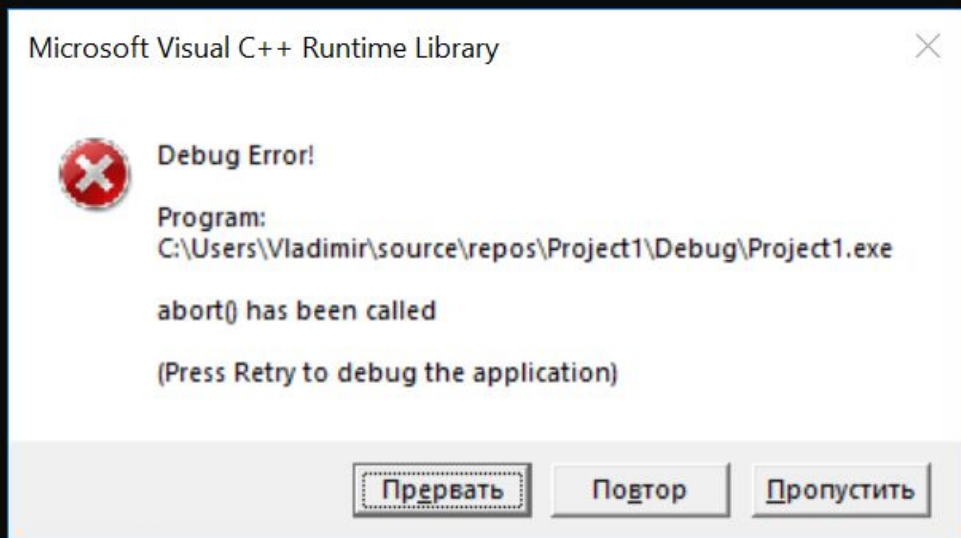 Microsoft Visual C++ Runtime Library
Debug Error!
Program:
C:\Users\Vladimir\source\repos\Project1\Debug\Project1.exe
abort() has been called
(Press Retry to debug the application)
Прервать Повтор Пропустить